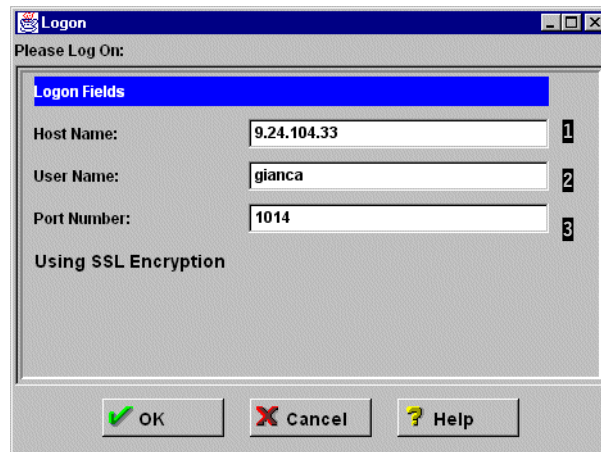 Logon
Please Log On:
Logon Fields
Host Name: 9.24.104.33 1
User Name: gianca 2
Port Number: 1014 3
Using SSL Encryption
OK Cancel Help